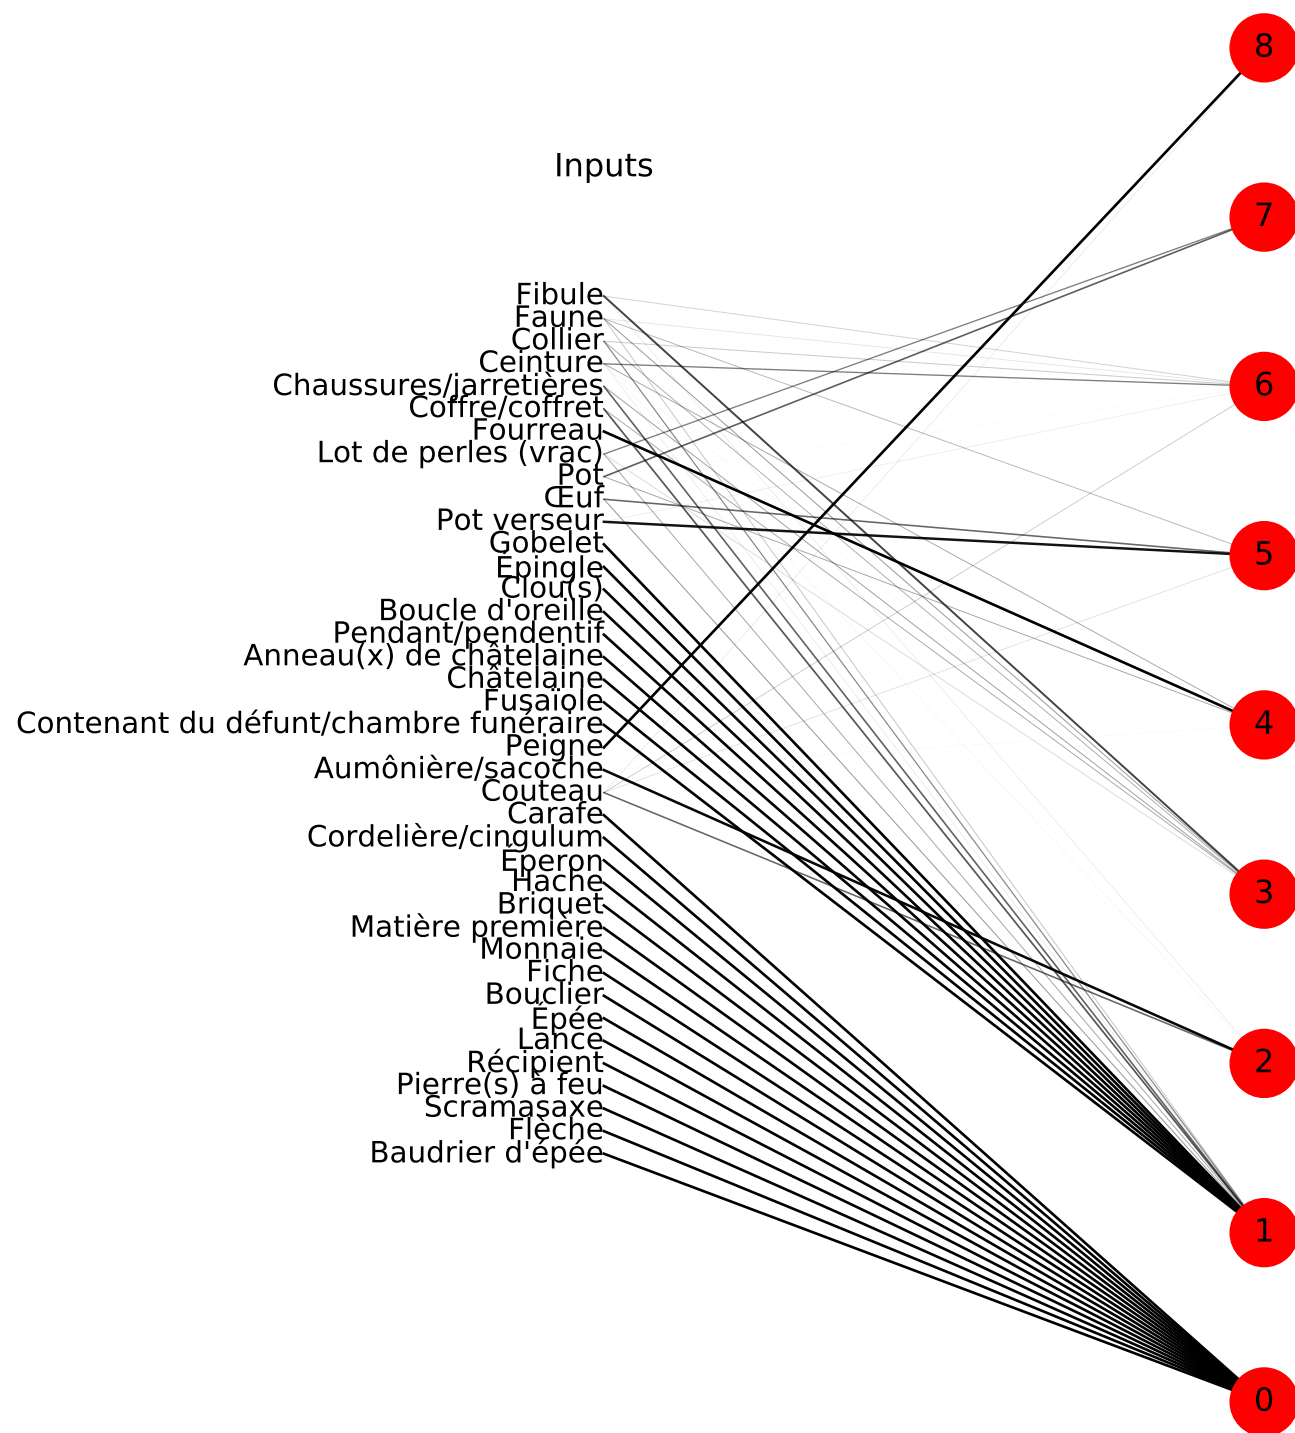 8
Inputs
7
Fibule
Faune
Collier
Ceinture
Chaussures/jarretières
6
Coffre/coffret
Fourreau
Lot de perles (vrac)
Pot
Œuf
Pot verseur
Gobelet
5
Épingle
Clou(s)
Boucle d'oreille
Pendant/pendentif
Anneau(x) de châtelaine
Châtelaine
Fusaïole
Contenant du défunt/chambre funéraire
4
Peigne
Aumônière/sacoche
Couteau
Carafe
Cordelière/cingulum
Éperon
Hache
3
Briquet
Matière première
Monnaie
Fiche
Bouclier
Épée
Lance
Récipient
2
Pierre(s) à feu
Scramasaxe
Flèche
Baudrier d'épée
1
0